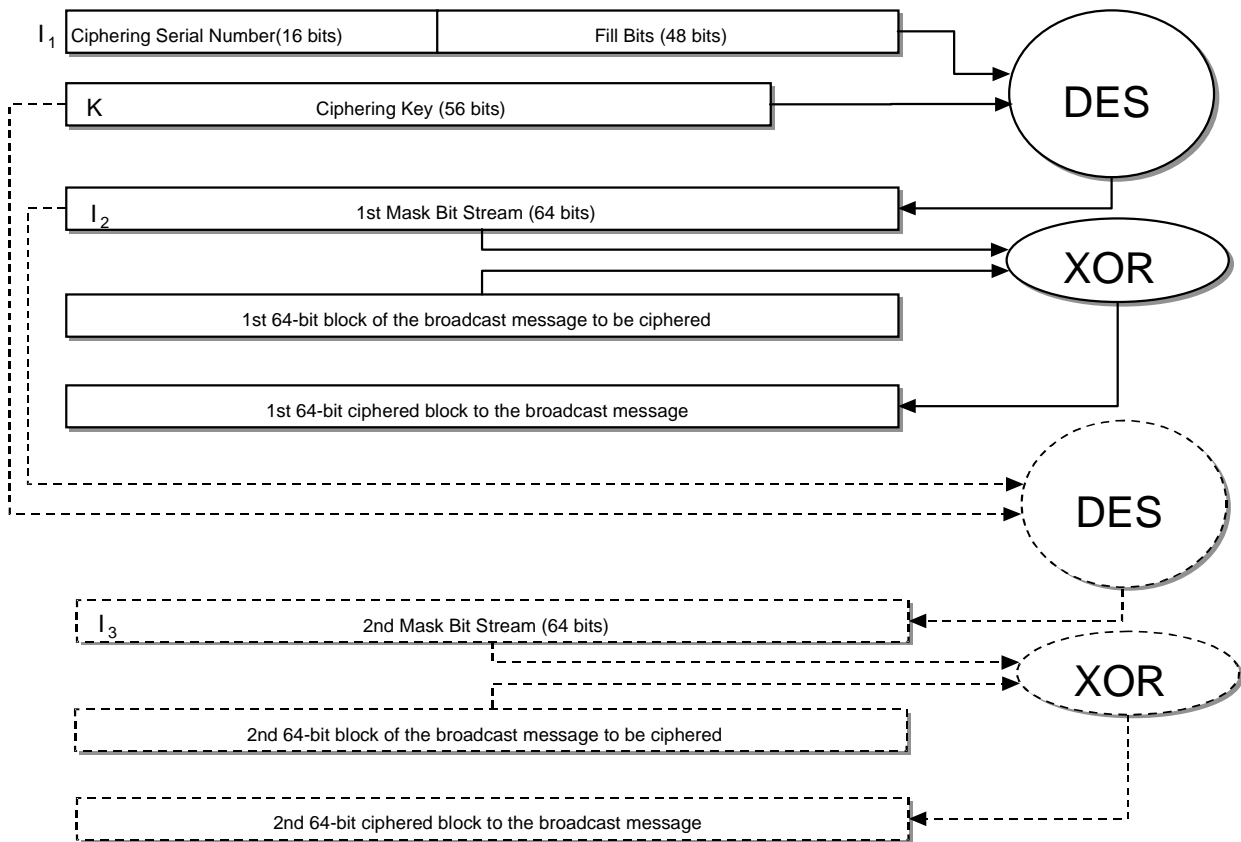 I1 Ciphering Serial Number(16 bits) Fill Bits (48 bits)
DES
K Ciphering Key (56 bits)
I2 1st Mask Bit Stream (64 bits)
XOR
1st 64-bit block of the broadcast message to be ciphered
1st 64-bit ciphered block to the broadcast message
DES
I3 2nd Mask Bit Stream (64 bits)
XOR
2nd 64-bit block of the broadcast message to be ciphered
2nd 64-bit ciphered block to the broadcast message